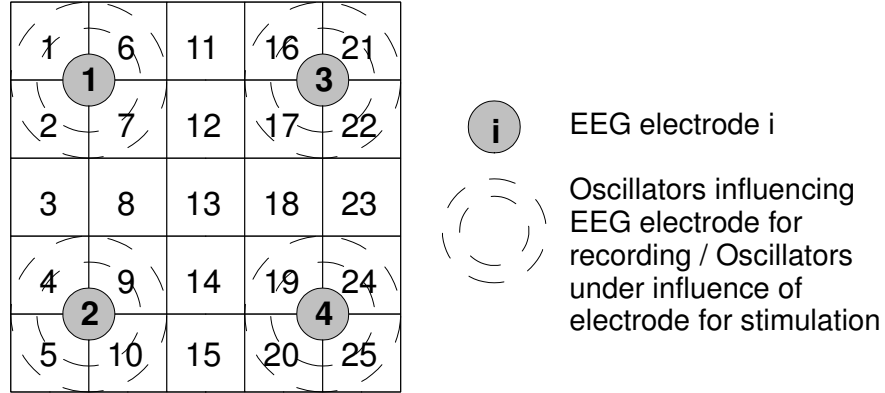 1 6 11 16 21
1 3
2 7 12 17 22
3 8 13 18 23
4 9 14 19 24
2 4
5 10 15 20 25
i EEG electrode i
Oscillators influencing
EEG electrode for
recording / Oscillators
under influence of
electrode for stimulation